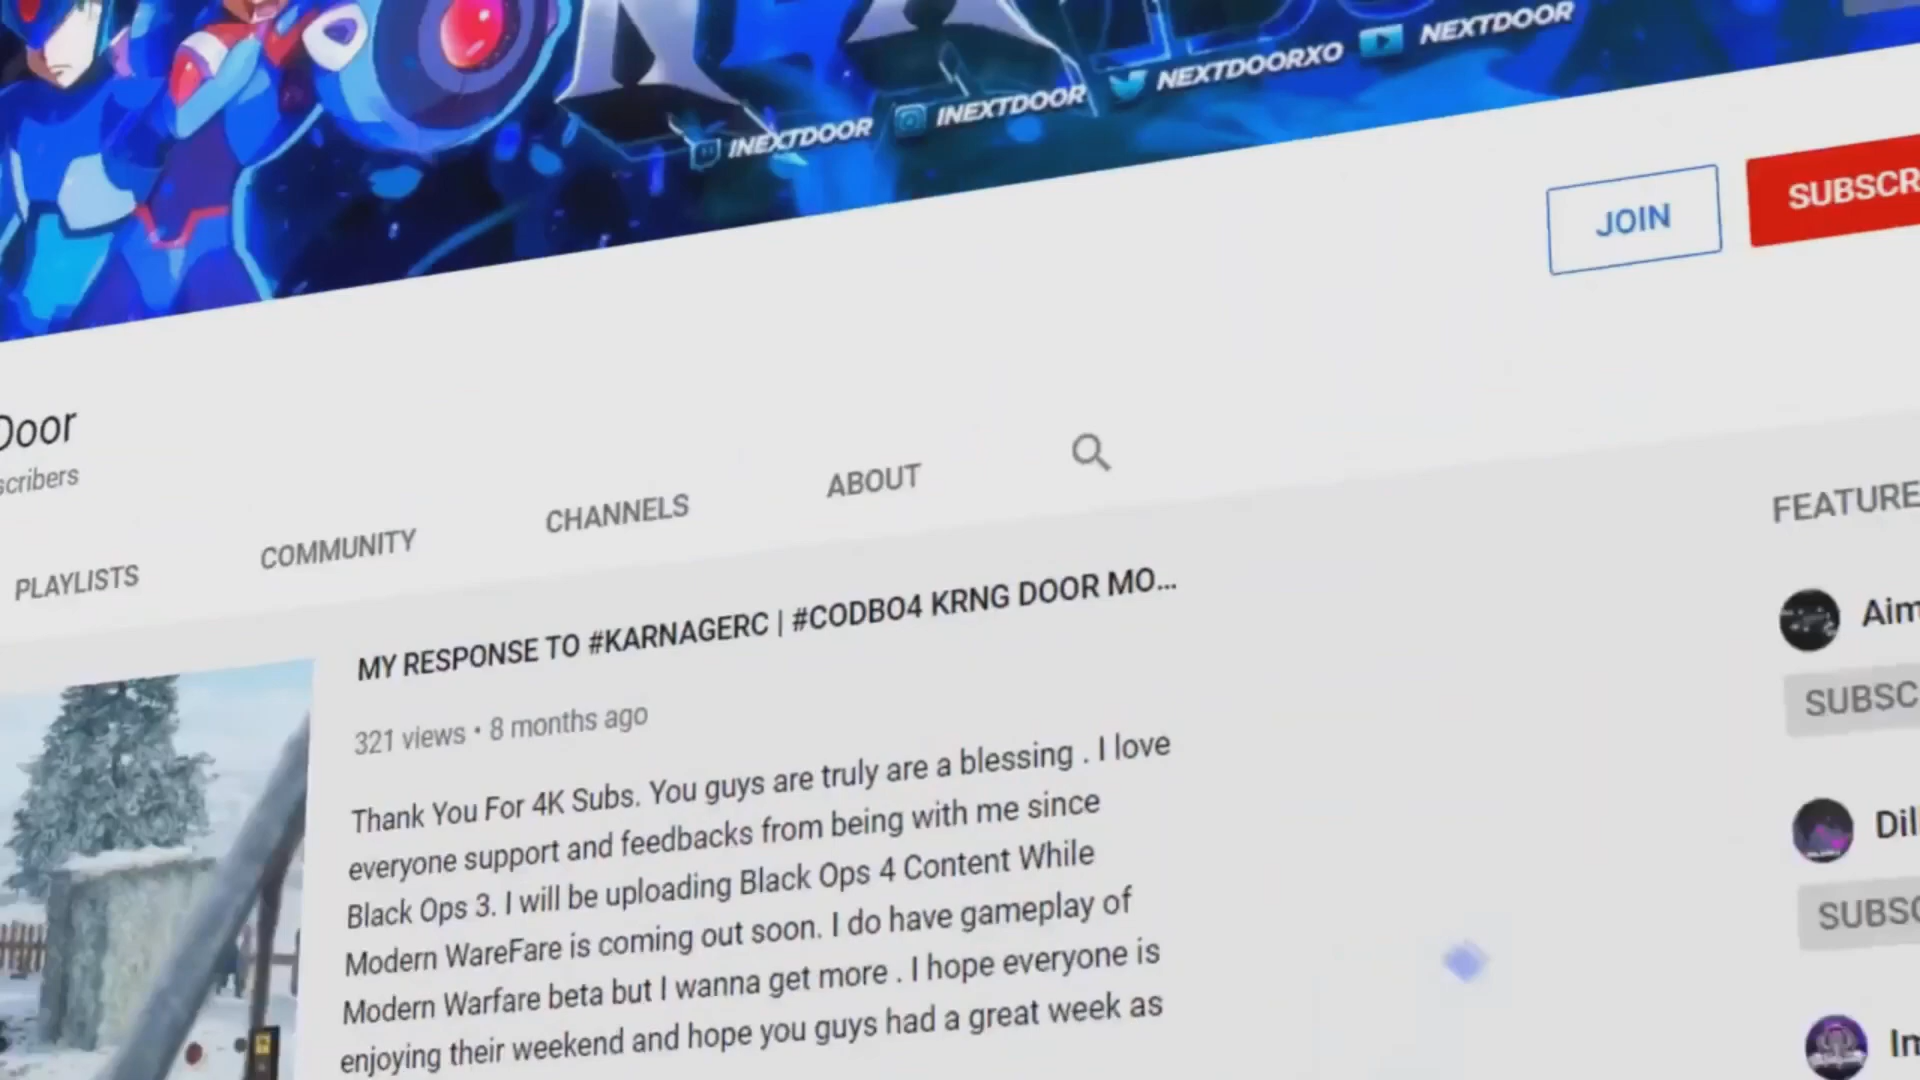 INEXTDOOR INEXTDOOR NEXTDOORXO NEXTDOOR
JOIN
Door
PLAYLISTS COMMUNITY CHANNELS ABOUT
FEATURE
MY RESPONSE TO #KARNAGERC | #CODBO4 KRNG DOOR MO...
321 views • 8 months ago
Thank You For 4K Subs. You guys are truly are a blessing . I love
everyone support and feedbacks from being with me since
Black Ops 3. I will be uploading Black Ops 4 Content While
Modern WareFare is coming out soon. I do have gameplay of
Modern Warfare beta but I wanna get more . I hope everyone is
enjoying their weekend and hope you guys had a great week as
Aim
SUBSC
Dil
SUBSC
Im
SUBSCR
scribers